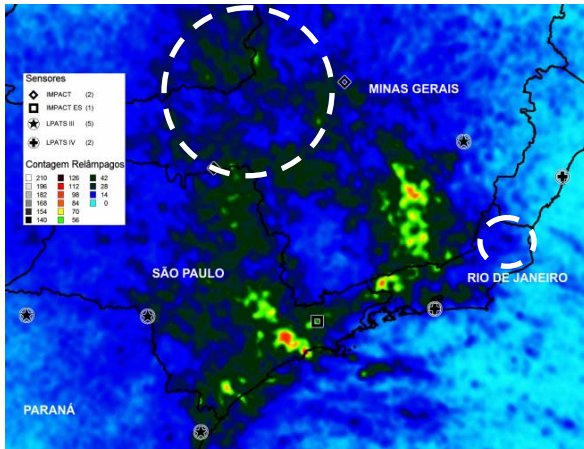 MINAS GERAIS
Sensores
IMPACT (2)
IMPACT ES (1)
LPATS III (5)
LPATS IV (2)
Contagem Relâmpagos
210 126 42
196 112 28
182 98 14
168 84 0
154 70
140 56
SÃO PAULO
RIO DE JANEIRO
PARANÁ